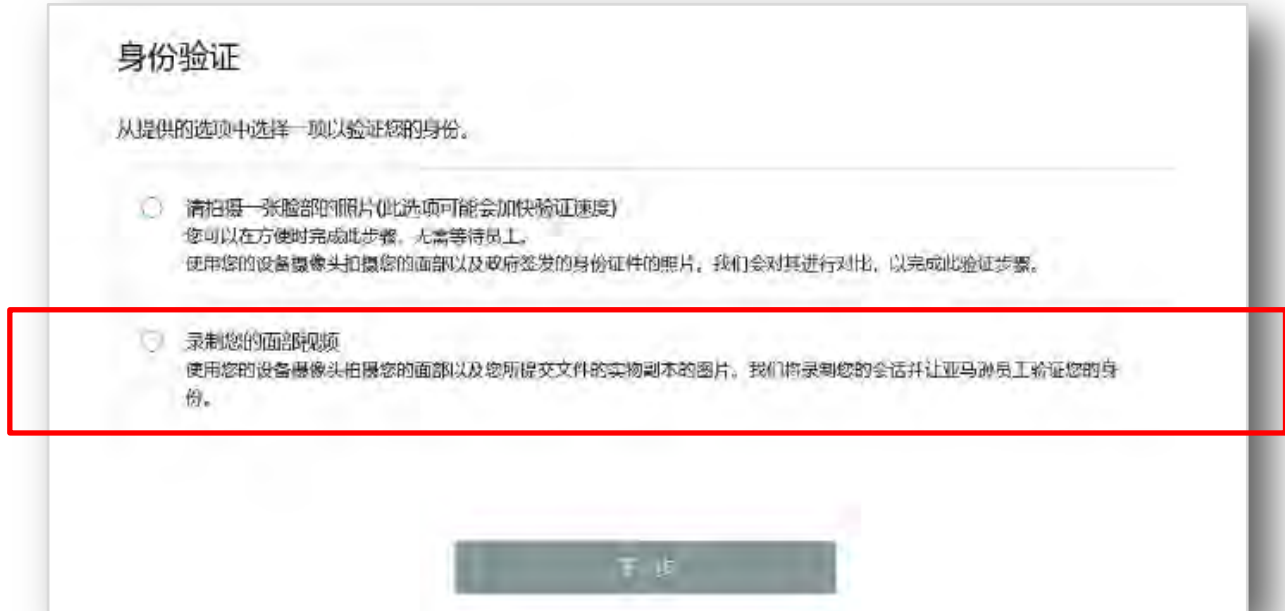 身份验证
从提供的选项中选择一项以验证您的身份。
请拍摄一张脸部的照片(此选项可能会加快验证速度)
您可以在方便时完成此步骤，无需等待员工。
使用您的设备摄像头拍摄您的面部以及政府签发的身份证件的照片。我们会对其进行对比，以完成此验证步骤。
录制您的面部视频
使用您的设备摄像头拍摄您的面部以及您所提交文件的实物副本的图片。我们将录制您的会话并让亚马逊员工验证您的身
份。
下一步